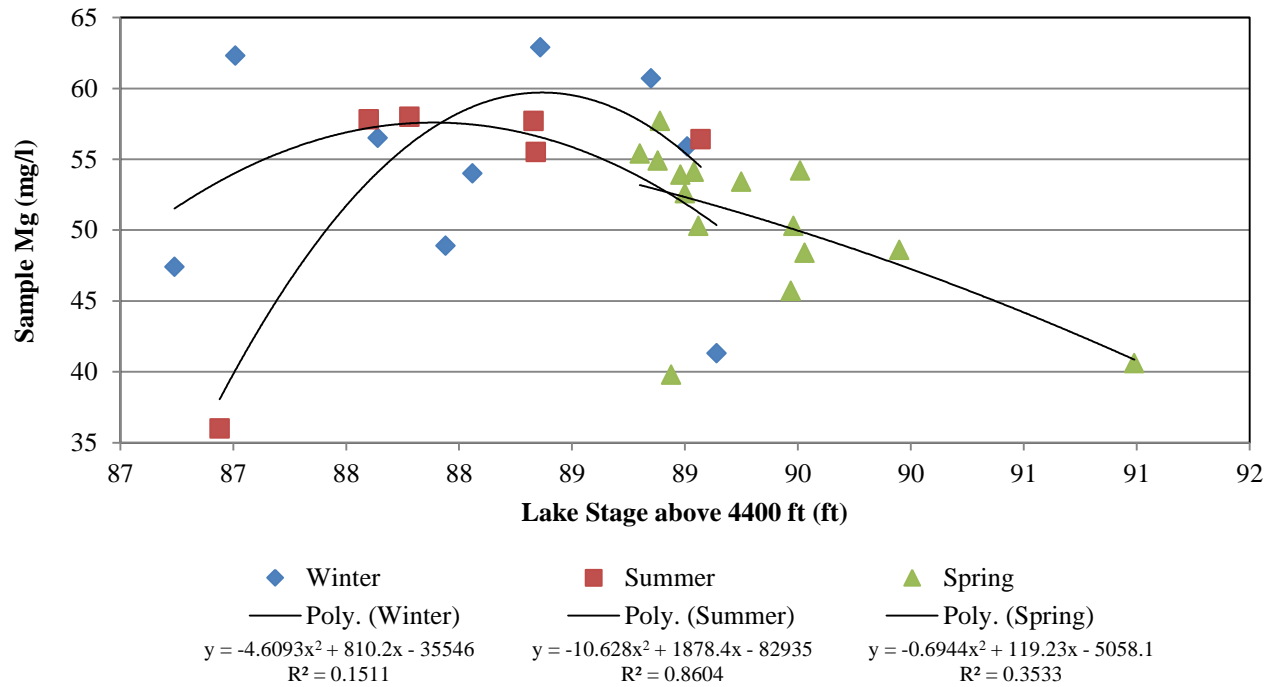 65
60
55
50
45
40
35
Sample Mg (mg/l)
87 87 88 88 89 89 90 90 91 91 92
Lake Stage above 4400 ft (ft)
Winter Summer Spring
Poly. (Winter) Poly. (Summer) Poly. (Spring)
y = -4.6093x² + 810.2x - 35546 y = -10.628x² + 1878.4x - 82935 y = -0.6944x² + 119.23x - 5058.1
R² = 0.1511 R² = 0.8604 R² = 0.3533